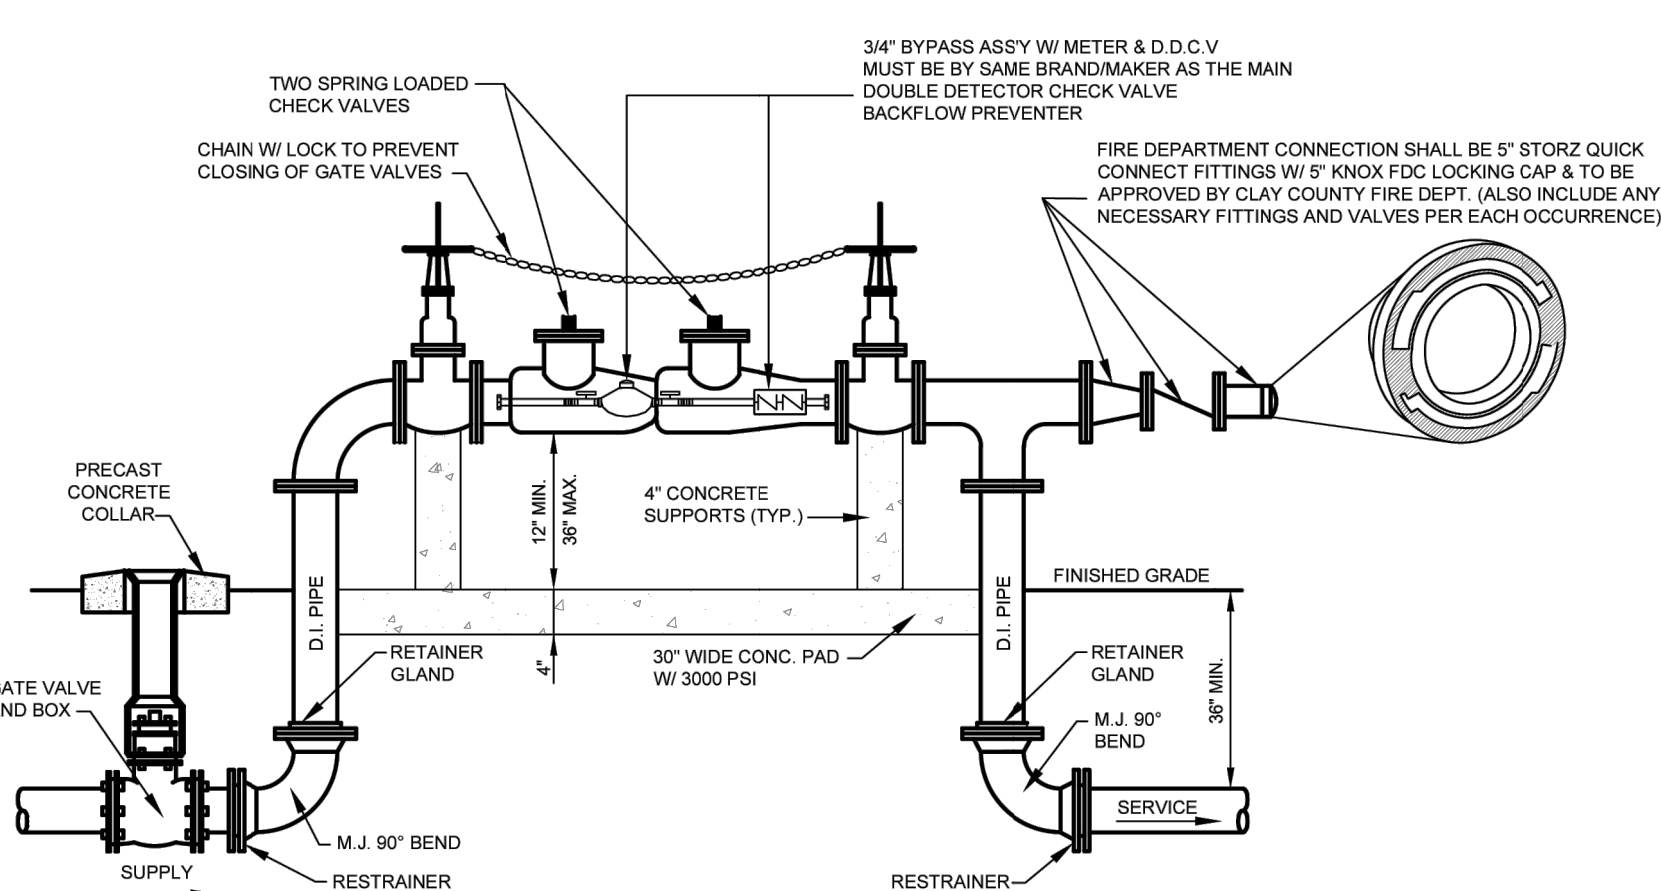 3/4" BYPASS ASS'Y W/ METER & D.D.C.V
MUST BE BY SAME BRAND/MAKER AS THE MAIN
DOUBLE DETECTOR CHECK VALVE
BACKFLOW PREVENTER
TWO SPRING LOADED
CHECK VALVES
CHAIN W/ LOCK TO PREVENT
CLOSING OF GATE VALVES
FIRE DEPARTMENT CONNECTION SHALL BE 5" STORZ QUICK
CONNECT FITTINGS W/ 5" KNOX FDC LOCKING CAP & TO BE
APPROVED BY CLAY COUNTY FIRE DEPT. (ALSO INCLUDE ANY
NECESSARY FITTINGS AND VALVES PER EACH OCCURRENCE)
PRECAST
CONCRETE
COLLAR
12" MIN.
36" MAX.
4" CONCRETE
SUPPORTS (TYP.)
FINISHED GRADE
D.I. PIPE
D.I. PIPE
RETAINER
GLAND
4"
30" WIDE CONC. PAD
W/ 3000 PSI
RETAINER
GLAND
36" MIN.
GATE VALVE
AND BOX
M.J. 90°
BEND
SERVICE
M.J. 90° BEND
SUPPLY
RESTRAINER
RESTRAINER